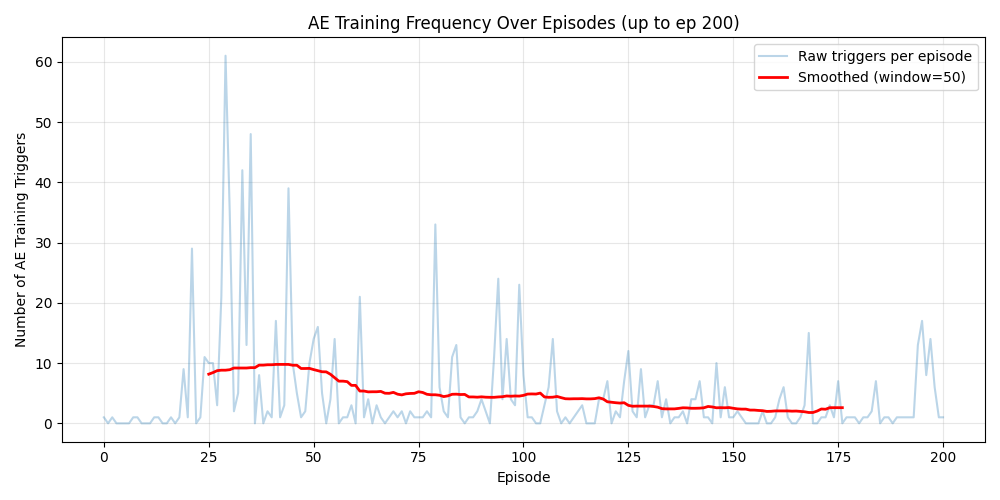 AE Training Frequency Over Episodes (up to ep 200)
Raw triggers per episode
Smoothed (window=50)
Number of AE Training Triggers
60
50
40
30
20
10
0
0 25 50 75 100 125 150 175 200
Episode